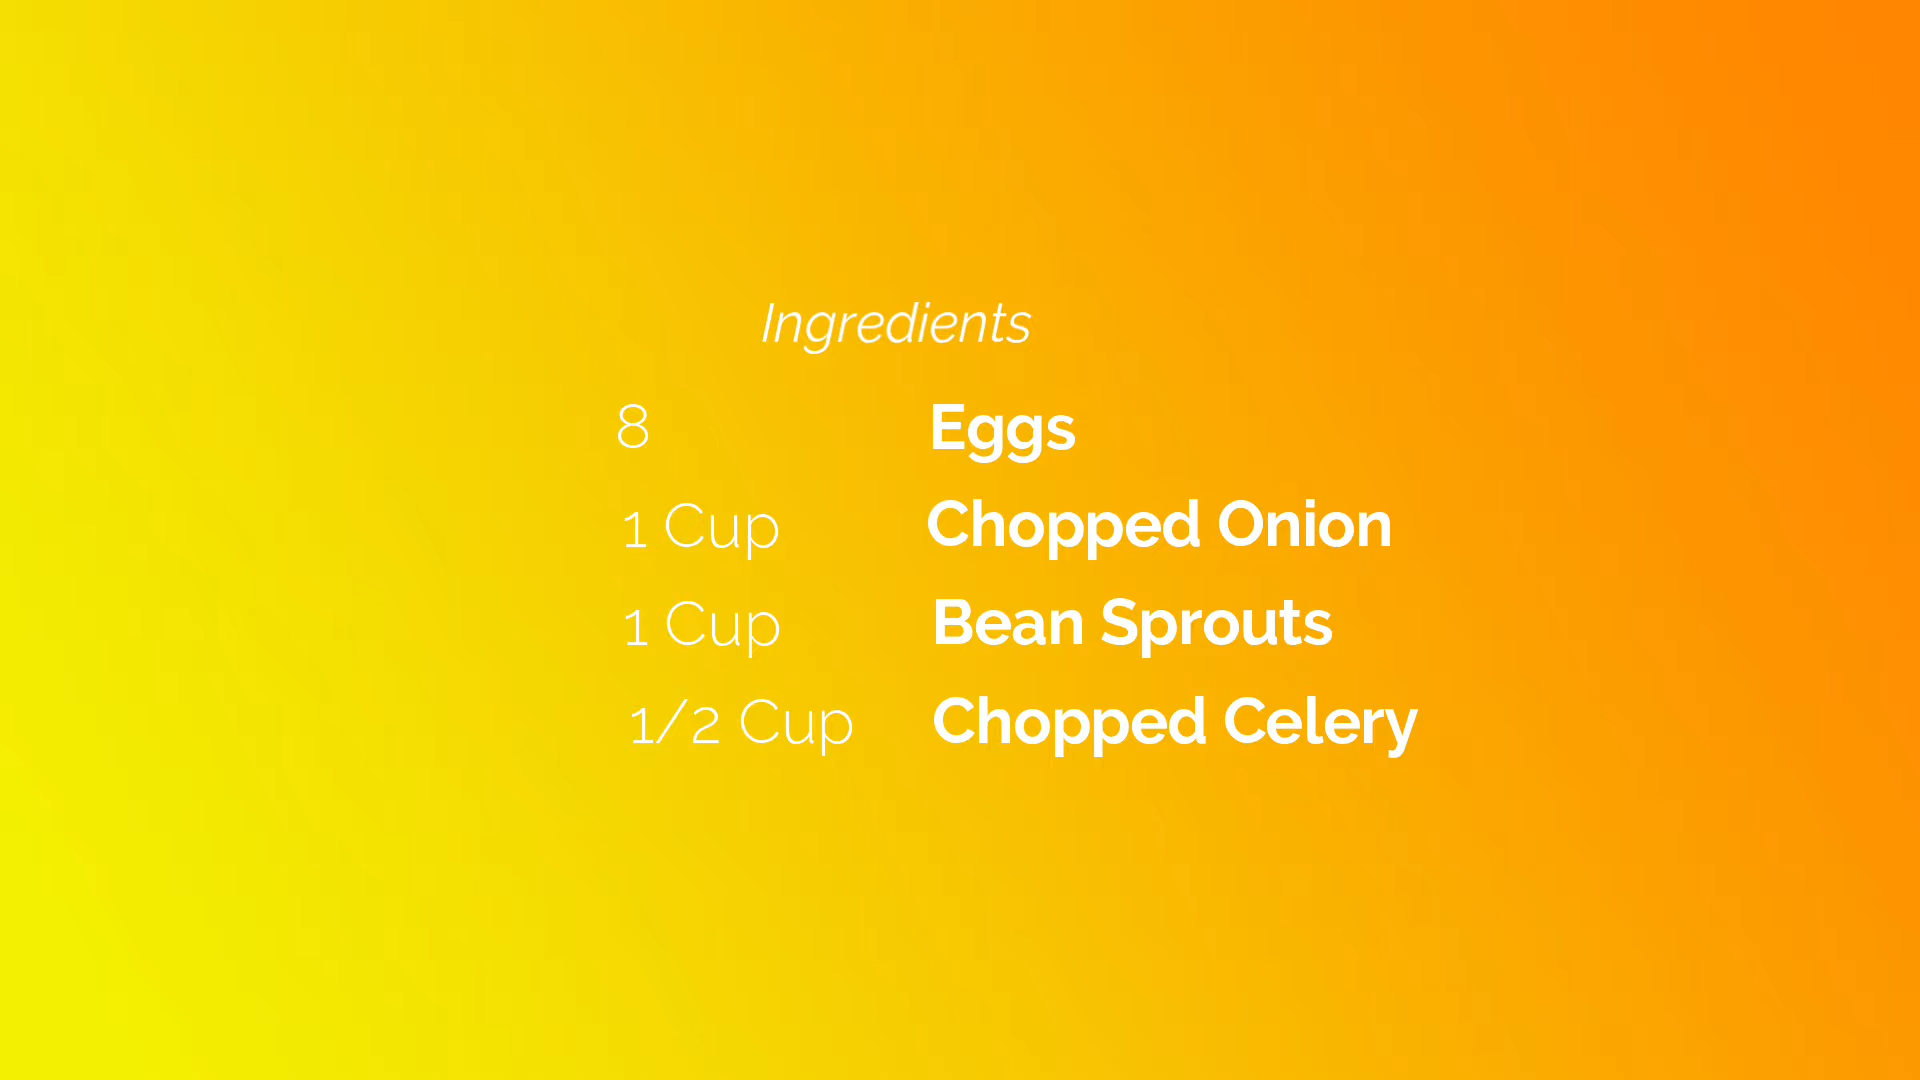 Ingredients
8 Eggs
1 Cup Chopped Onion
1 Cup Bean Sprouts
1/2 Cup Chopped Celery